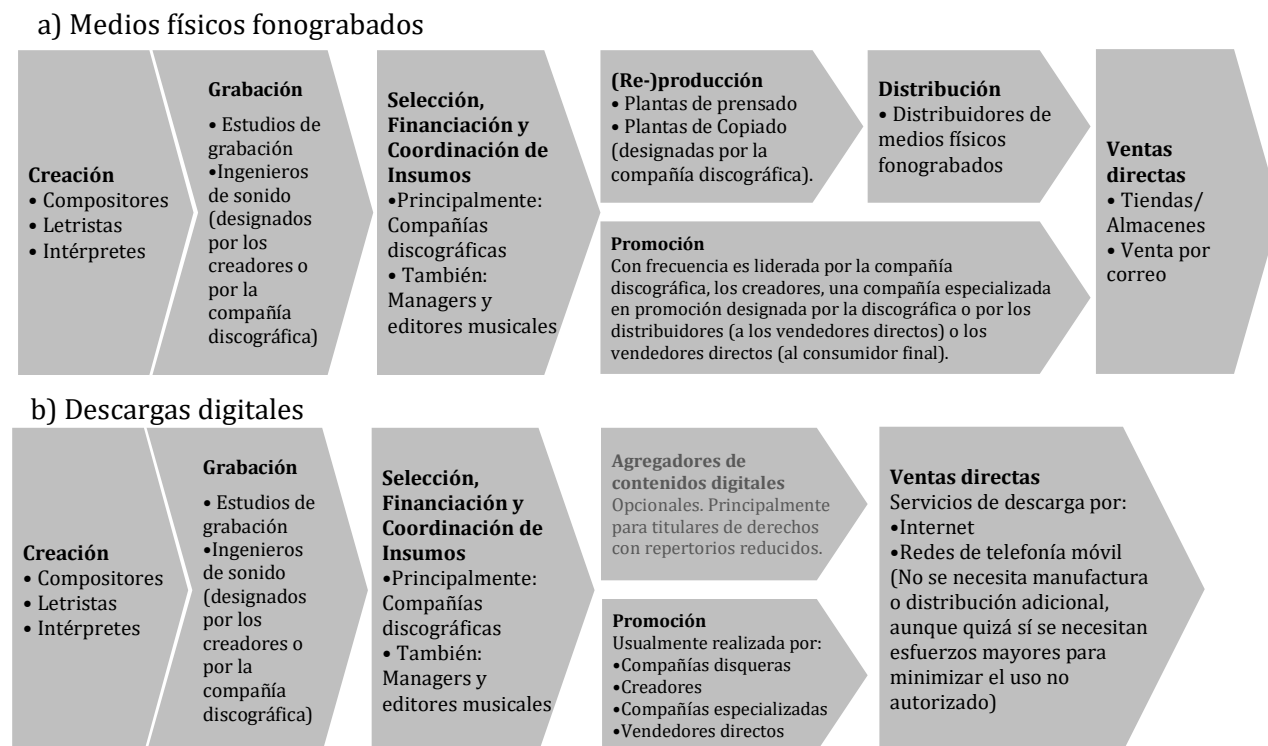 a) Medios físicos fonograbados
Creación
• Compositores
• Letristas
• Intérpretes
Grabación
• Estudios de
grabación
•Ingenieros
de sonido
(designados
por los
creadores o
por la
compañía
discográfica)
Selección,
Financiación y
Coordinación de
Insumos
•Principalmente:
Compañías
discográficas
• También:
Managers y
editores musicales
(Re-)producción
• Plantas de prensado
• Plantas de Copiado
(designadas por la
compañía discográfica).
Distribución
• Distribuidores de
medios físicos
fonograbados
Promoción
Con frecuencia es liderada por la compañía
discográfica, los creadores, una compañía especializada
en promoción designada por la discográfica o por los
distribuidores (a los vendedores directos) o los
vendedores directos (al consumidor final).
Ventas
directas
• Tiendas/
Almacenes
• Venta por
correo
b) Descargas digitales
Creación
• Compositores
• Letristas
• Intérpretes
Grabación
• Estudios de
grabación
•Ingenieros
de sonido
(designados
por los
creadores o
por la
compañía
discográfica)
Selección,
Financiación y
Coordinación de
Insumos
•Principalmente:
Compañías
discográficas
• También:
Managers y
editores musicales
Agregadores de
contenidos digitales
Opcionales. Principalmente
para titulares de derechos
con repertorios reducidos.
Promoción
Usualmente realizada por:
•Compañías disqueras
•Creadores
•Compañías especializadas
•Vendedores directos
Ventas directas
Servicios de descarga por:
•Internet
•Redes de telefonía móvil
(No se necesita manufactura
o distribución adicional,
aunque quizá sí se necesitan
esfuerzos mayores para
minimizar el uso no
autorizado)